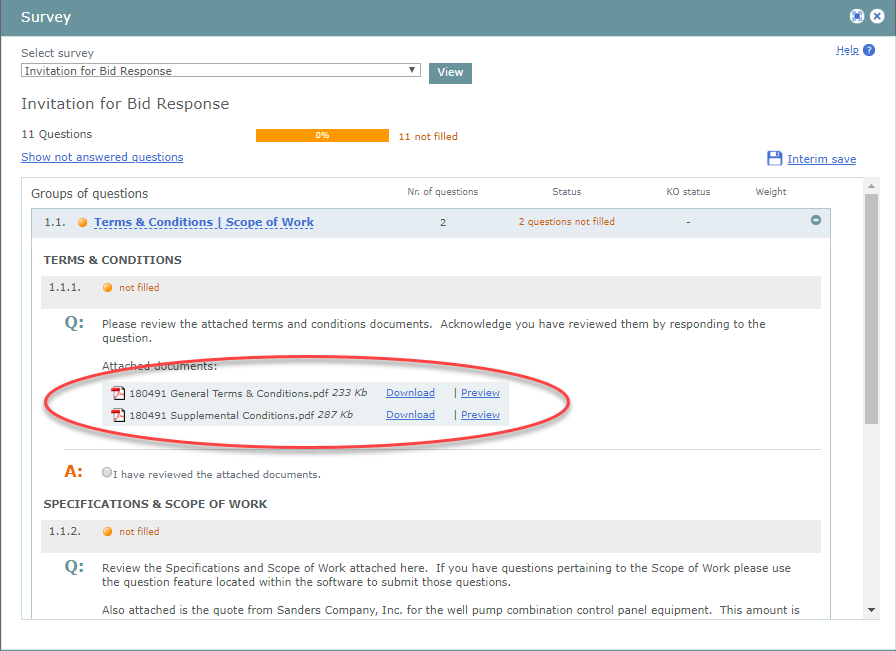 Survey
Select survey
Help ?
Invitation for Bid Response
View
Invitation for Bid Response
11 Questions
0%
11 not filled
Show not answered questions
Interim save
Groups of questions Nr. of questions Status KO status Weight
1.1. Terms & Conditions | Scope of Work 2 2 questions not filled -
TERMS & CONDITIONS
1.1.1. not filled
Q: Please review the attached terms and conditions documents. Acknowledge you have reviewed them by responding to the
question.
Attached documents:
180491 General Terms & Conditions.pdf 233 Kb Download | Preview
180491 Supplemental Conditions.pdf 287 Kb Download | Preview
A: I have reviewed the attached documents.
SPECIFICATIONS & SCOPE OF WORK
1.1.2. not filled
Q: Review the Specifications and Scope of Work attached here. If you have questions pertaining to the Scope of Work please use
the question feature located within the software to submit those questions.
Also attached is the quote from Sanders Company, Inc. for the well pump combination control panel equipment. This amount is